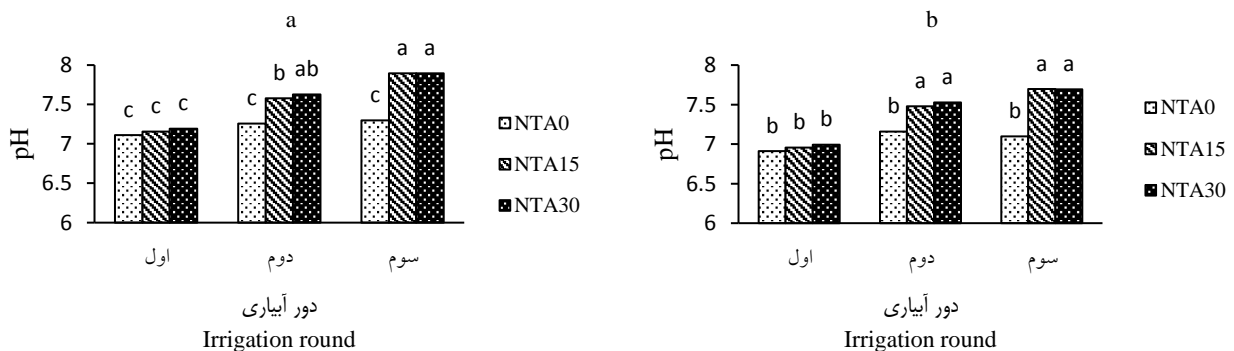 a
c c c c b ab c a a
8
7.5
7
6.5
6
pH
اول دوم سوم
دور آبیاری
Irrigation round
NTA0
NTA15
NTA30
b
b b b b a a b a a
8
7.5
7
6.5
6
pH
اول دوم سوم
دور آبیاری
Irrigation round
NTA0
NTA15
NTA30